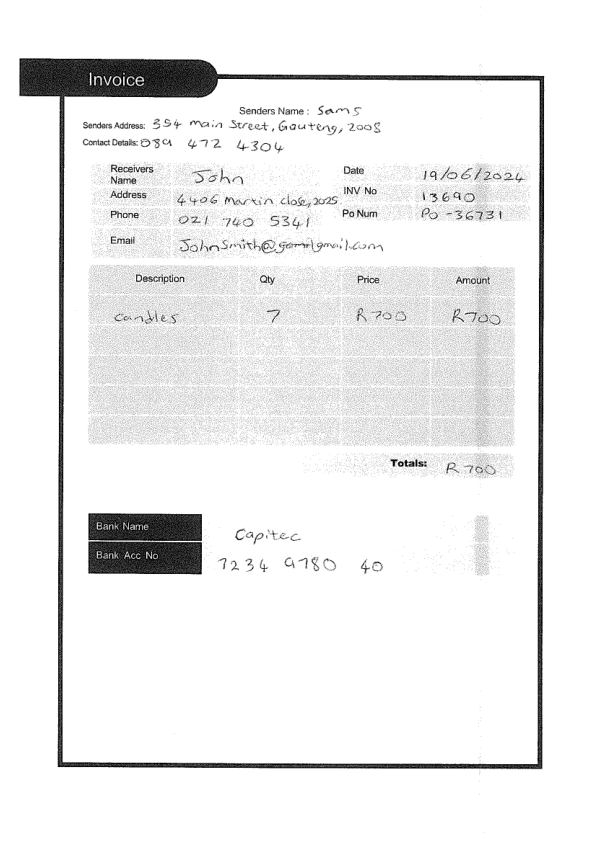 Invoice
Senders Name : Sams
Senders Address: 354 main Street, Gauteng, 2008
Contact Details: 089 472 4304
Receivers Name John Date 19/06/2024
Address 4406 Martin close, 2025 INV No 13690
Phone 021 740 5341 Po Num Po -36731
Email JohnSmith@gmail.com
Description Qty Price Amount
candles 7 R700 R700
Totals: R 700
Bank Name Capitec
Bank Acc No 7234 9780 40